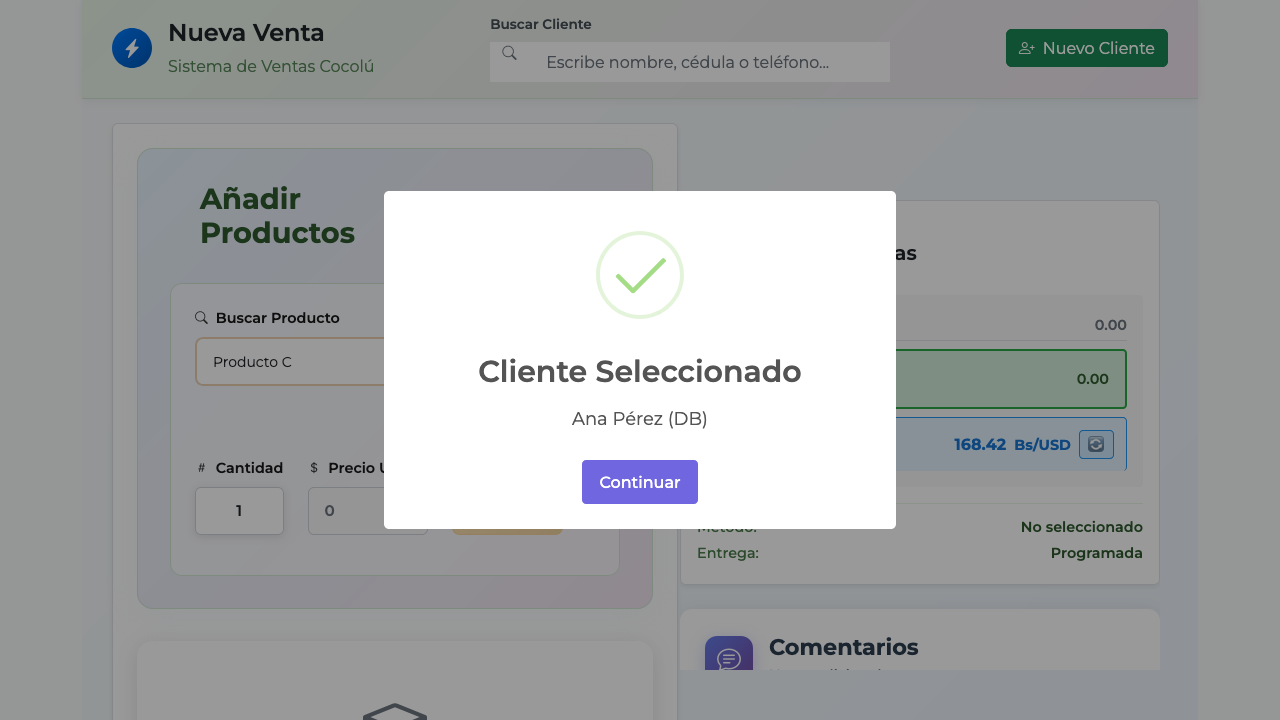 Nueva Venta
Sistema de Ventas Cocolú
Buscar Cliente
Escribe nombre, cédula o teléfono...
Nuevo Cliente
Añadir
Productos
Buscar Producto
Producto C
# Cantidad
$ Precio U
1
0
Cliente Seleccionado
Ana Pérez (DB)
Continuar
as
0.00
0.00
168.42 Bs/USD
Método:
No seleccionado
Entrega:
Programada
Comentarios